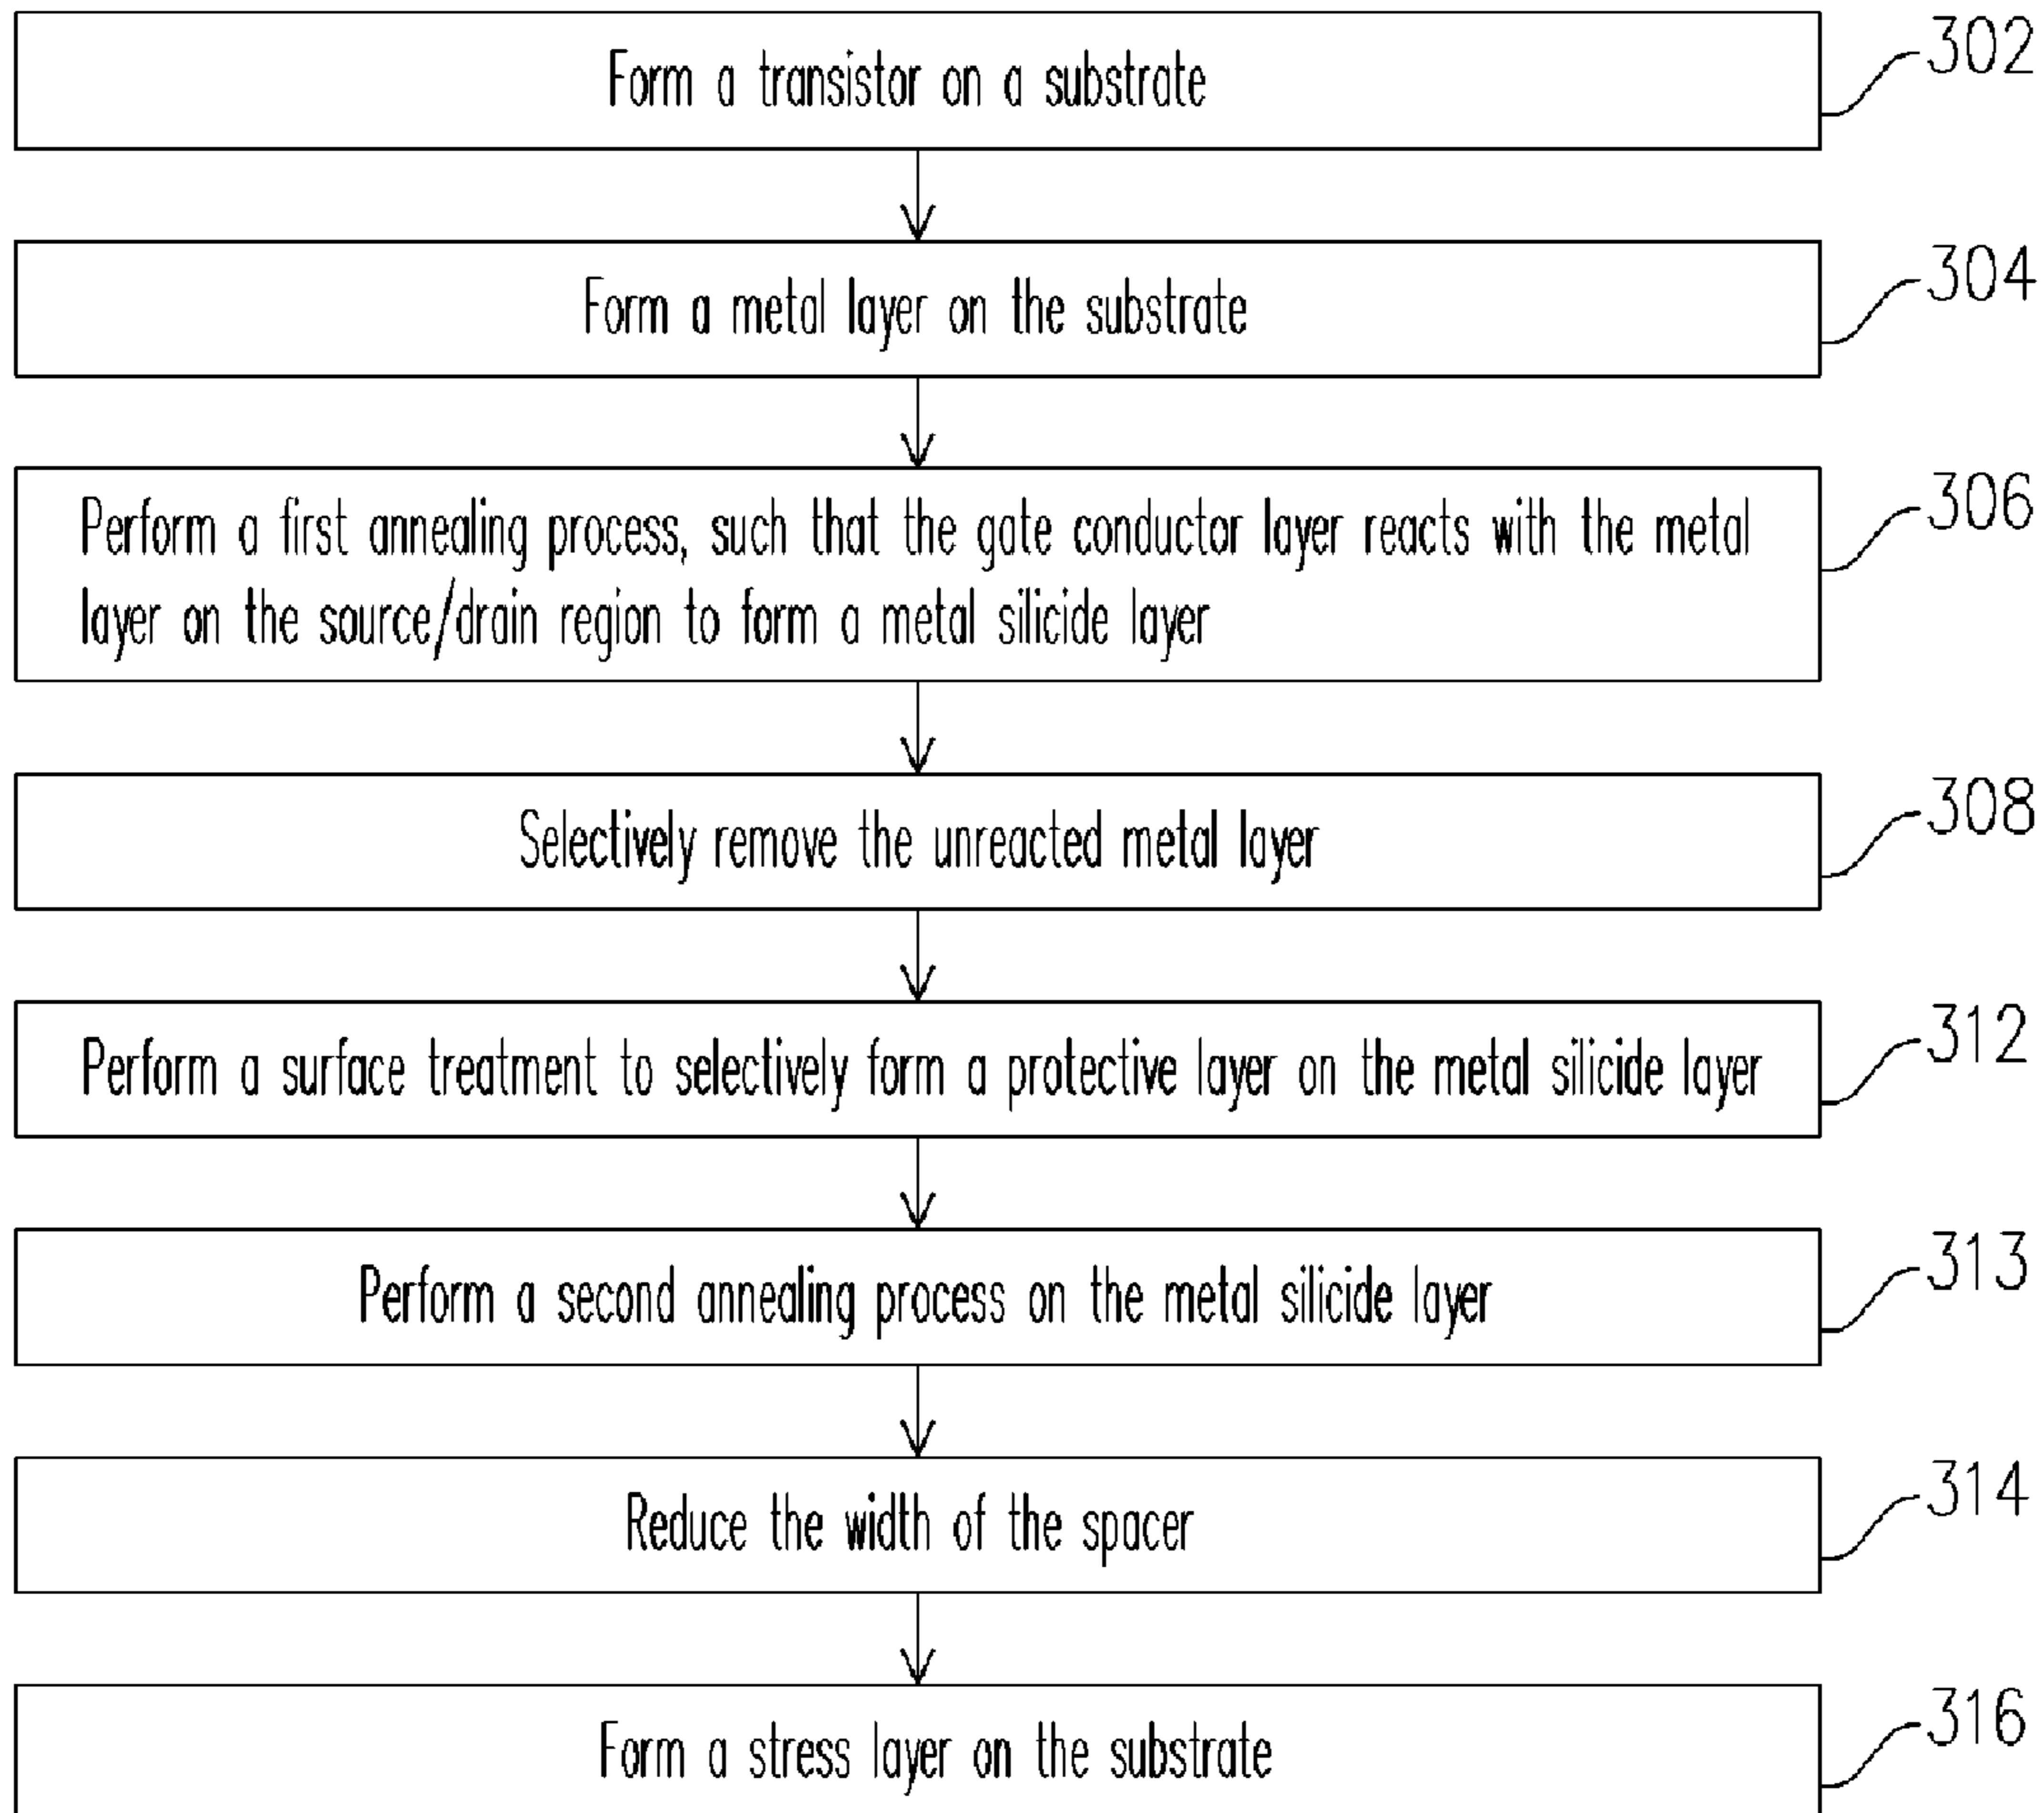 Form a transistor on a substrate
302
Form a metal layer on the substrate
304
Perform a first annealing process, such that the gate conductor layer reacts with the metal
layer on the source/drain region to form a metal silicide layer
306
Selectively remove the unreacted metal layer
308
Perform a surface treatment to selectively form a protective layer on the metal silicide layer
312
Perform a second annealing process on the metal silicide layer
313
Reduce the width of the spacer
314
Form a stress layer on the substrate
316